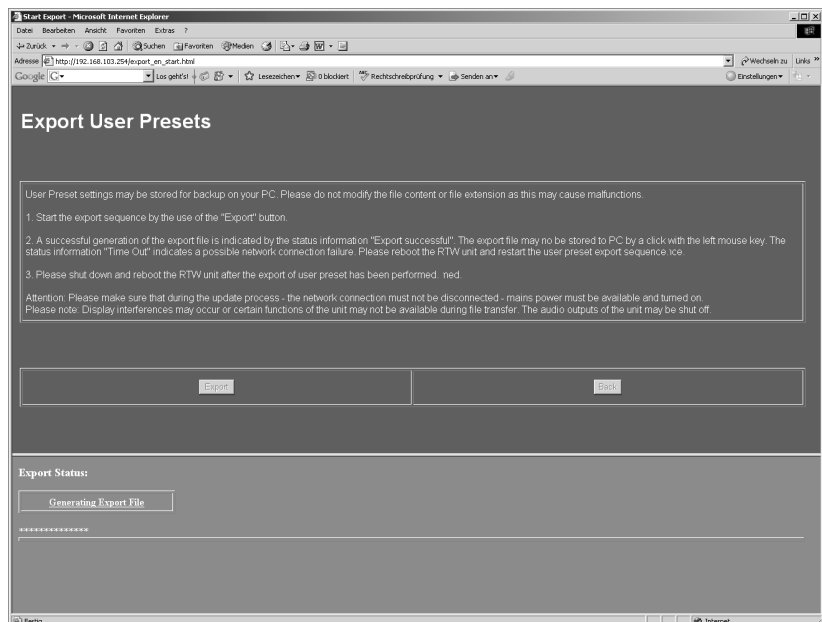 Start Export - Microsoft Internet Explorer
Datei Bearbeiten Ansicht Favoriten Extras ?
Zurück Suchen Favoriten Medien
Adresse http://192.168.103.254/export_en_start.html Wechseln zu Links »
Google G Los geht's! Lesezeichen 0 blockiert Rechtschreibprüfung Senden an Einstellungen
Export User Presets
User Preset settings may be stored for backup on your PC. Please do not modify the file content or file extension as this may cause malfunctions.
1. Start the export sequence by the use of the "Export" button.
2. A successful generation of the export file is indicated by the status information "Export successful". The export file may no be stored to PC by a click with the left mouse key. The
status information "Time Out" indicates a possible network connection failure. Please reboot the RTW unit and restart the user preset export sequence.ice.
3. Please shut down and reboot the RTW unit after the export of user preset has been performed. ned.
Attention: Please make sure that during the update process - the network connection must not be disconnected - mains power must be available and turned on.
Please note: Display interferences may occur or certain functions of the unit may not be available during file transfer. The audio outputs of the unit may be shut off.
Export Back
Export Status:
Generating Export File
**************
Fertig Internet